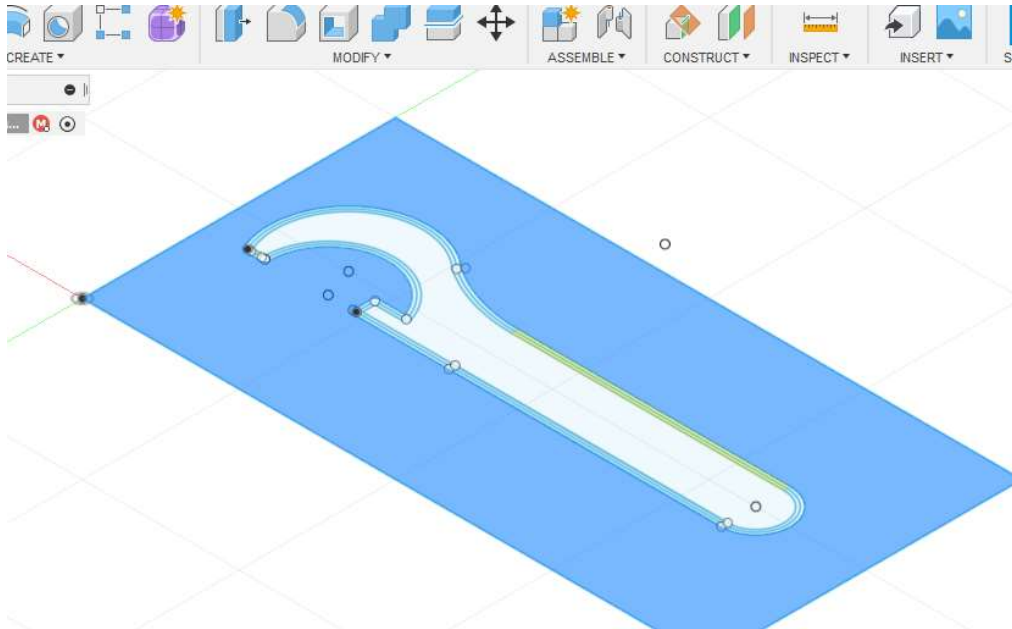 CREATE ▾ MODIFY ▾ ASSEMBLE ▾ CONSTRUCT ▾ INSPECT ▾ INSERT ▾ S
... M